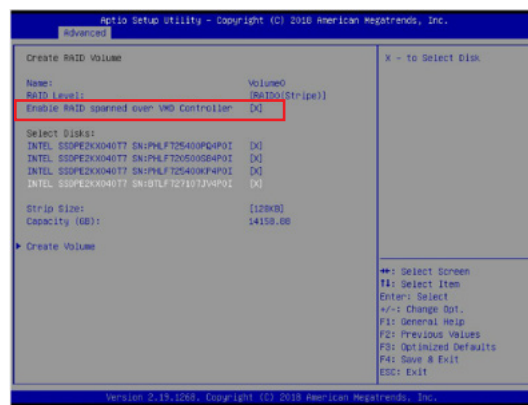 Aptio Setup Utility – Copyright (C) 2018 American Megatrends, Inc.
Advanced
Create RAID Volume
Name: Volume0
RAID Level: [RAID0(Stripe)]
Enable RAID spanned over VMD Controller [X]
Select Disks:
INTEL SSDPE2KX040T7 SN:PHLF725400PQ4P0I [X]
INTEL SSDPE2KX040T7 SN:PHLF720500S84P0I [X]
INTEL SSDPE2KX040T7 SN:PHLF725400KP4P0I [X]
INTEL SSDPE2KX040T7 SN:BTLF727107JV4P0I [X]
Strip Size: [128KB]
Capacity (GB):
Create Volume
X - to Select Disk
: Select Screen
: Select Item
Enter: Select
+/-: Change Opt.
F1: General Help
F2: Previous Values
F3: Optimized Defaults
F4: Save & Exit
ESC: Exit
Version 2.19.1268. Copyright (C) 2018 American Megatrends, Inc.